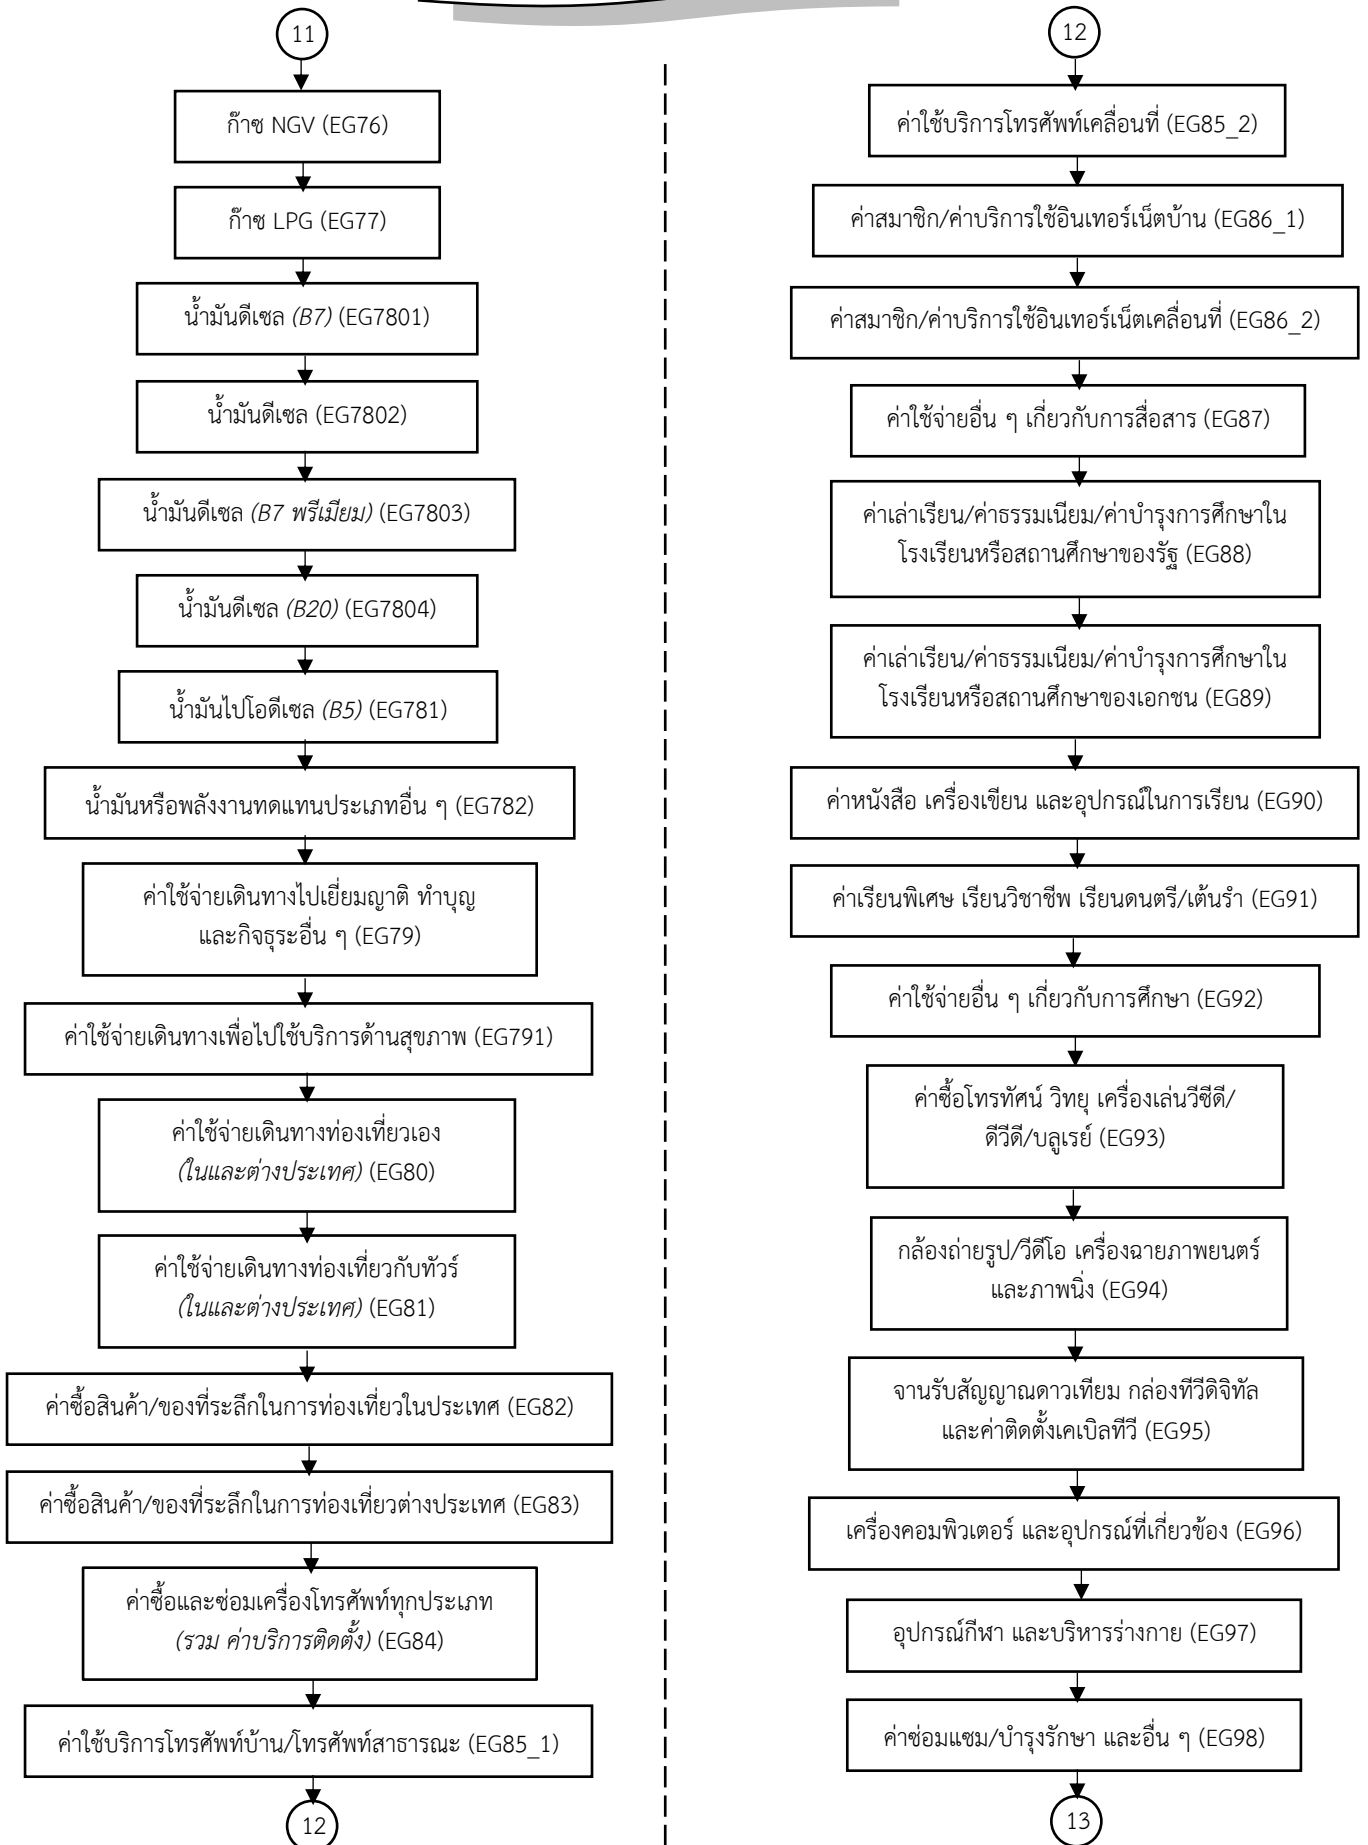 11
ก๊าซ NGV (EG76)
ก๊าซ LPG (EG77)
น้ำมันดีเซล (B7) (EG7801)
น้ำมันดีเซล (EG7802)
น้ำมันดีเซล (B7 พรีเมียม) (EG7803)
น้ำมันดีเซล (B20) (EG7804)
น้ำมันไปโอดีเซล (B5) (EG781)
น้ำมันหรือพลังงานทดแทนประเภทอื่น ๆ (EG782)
ค่าใช้จ่ายเดินทางไปเยี่ยมญาติ ทำบุญ
และกิจธุระอื่น ๆ (EG79)
ค่าใช้จ่ายเดินทางเพื่อไปใช้บริการด้านสุขภาพ (EG791)
ค่าใช้จ่ายเดินทางท่องเที่ยวเอง
(ในและต่างประเทศ) (EG80)
ค่าใช้จ่ายเดินทางท่องเที่ยวกับทัวร์
(ในและต่างประเทศ) (EG81)
ค่าซื้อสินค้า/ของที่ระลึกในการท่องเที่ยวในประเทศ (EG82)
ค่าซื้อสินค้า/ของที่ระลึกในการท่องเที่ยวต่างประเทศ (EG83)
ค่าซื้อและซ่อมเครื่องโทรศัพท์ทุกประเภท
(รวม ค่าบริการติดตั้ง) (EG84)
ค่าใช้บริการโทรศัพท์บ้าน/โทรศัพท์สาธารณะ (EG85_1)
12
12
ค่าใช้บริการโทรศัพท์เคลื่อนที่ (EG85_2)
ค่าสมาชิก/ค่าบริการใช้อินเทอร์เน็ตบ้าน (EG86_1)
ค่าสมาชิก/ค่าบริการใช้อินเทอร์เน็ตเคลื่อนที่ (EG86_2)
ค่าใช้จ่ายอื่น ๆ เกี่ยวกับการสื่อสาร (EG87)
ค่าเล่าเรียน/ค่าธรรมเนียม/ค่าบำรุงการศึกษาใน
โรงเรียนหรือสถานศึกษาของรัฐ (EG88)
ค่าเล่าเรียน/ค่าธรรมเนียม/ค่าบำรุงการศึกษาใน
โรงเรียนหรือสถานศึกษาของเอกชน (EG89)
ค่าหนังสือ เครื่องเขียน และอุปกรณ์ในการเรียน (EG90)
ค่าเรียนพิเศษ เรียนวิชาชีพ เรียนดนตรี/เต้นรำ (EG91)
ค่าใช้จ่ายอื่น ๆ เกี่ยวกับการศึกษา (EG92)
ค่าซื้อโทรทัศน์ วิทยุ เครื่องเล่นวีซีดี/
ดีวีดี/บลูเรย์ (EG93)
กล้องถ่ายรูป/วีดีโอ เครื่องฉายภาพยนตร์
และภาพนิ่ง (EG94)
จานรับสัญญาณดาวเทียม กล่องทีวีดิจิทัล
และค่าติดตั้งเคเบิลทีวี (EG95)
เครื่องคอมพิวเตอร์ และอุปกรณ์ที่เกี่ยวข้อง (EG96)
อุปกรณ์กีฬา และบริหารร่างกาย (EG97)
ค่าซ่อมแซม/บำรุงรักษา และอื่น ๆ (EG98)
13